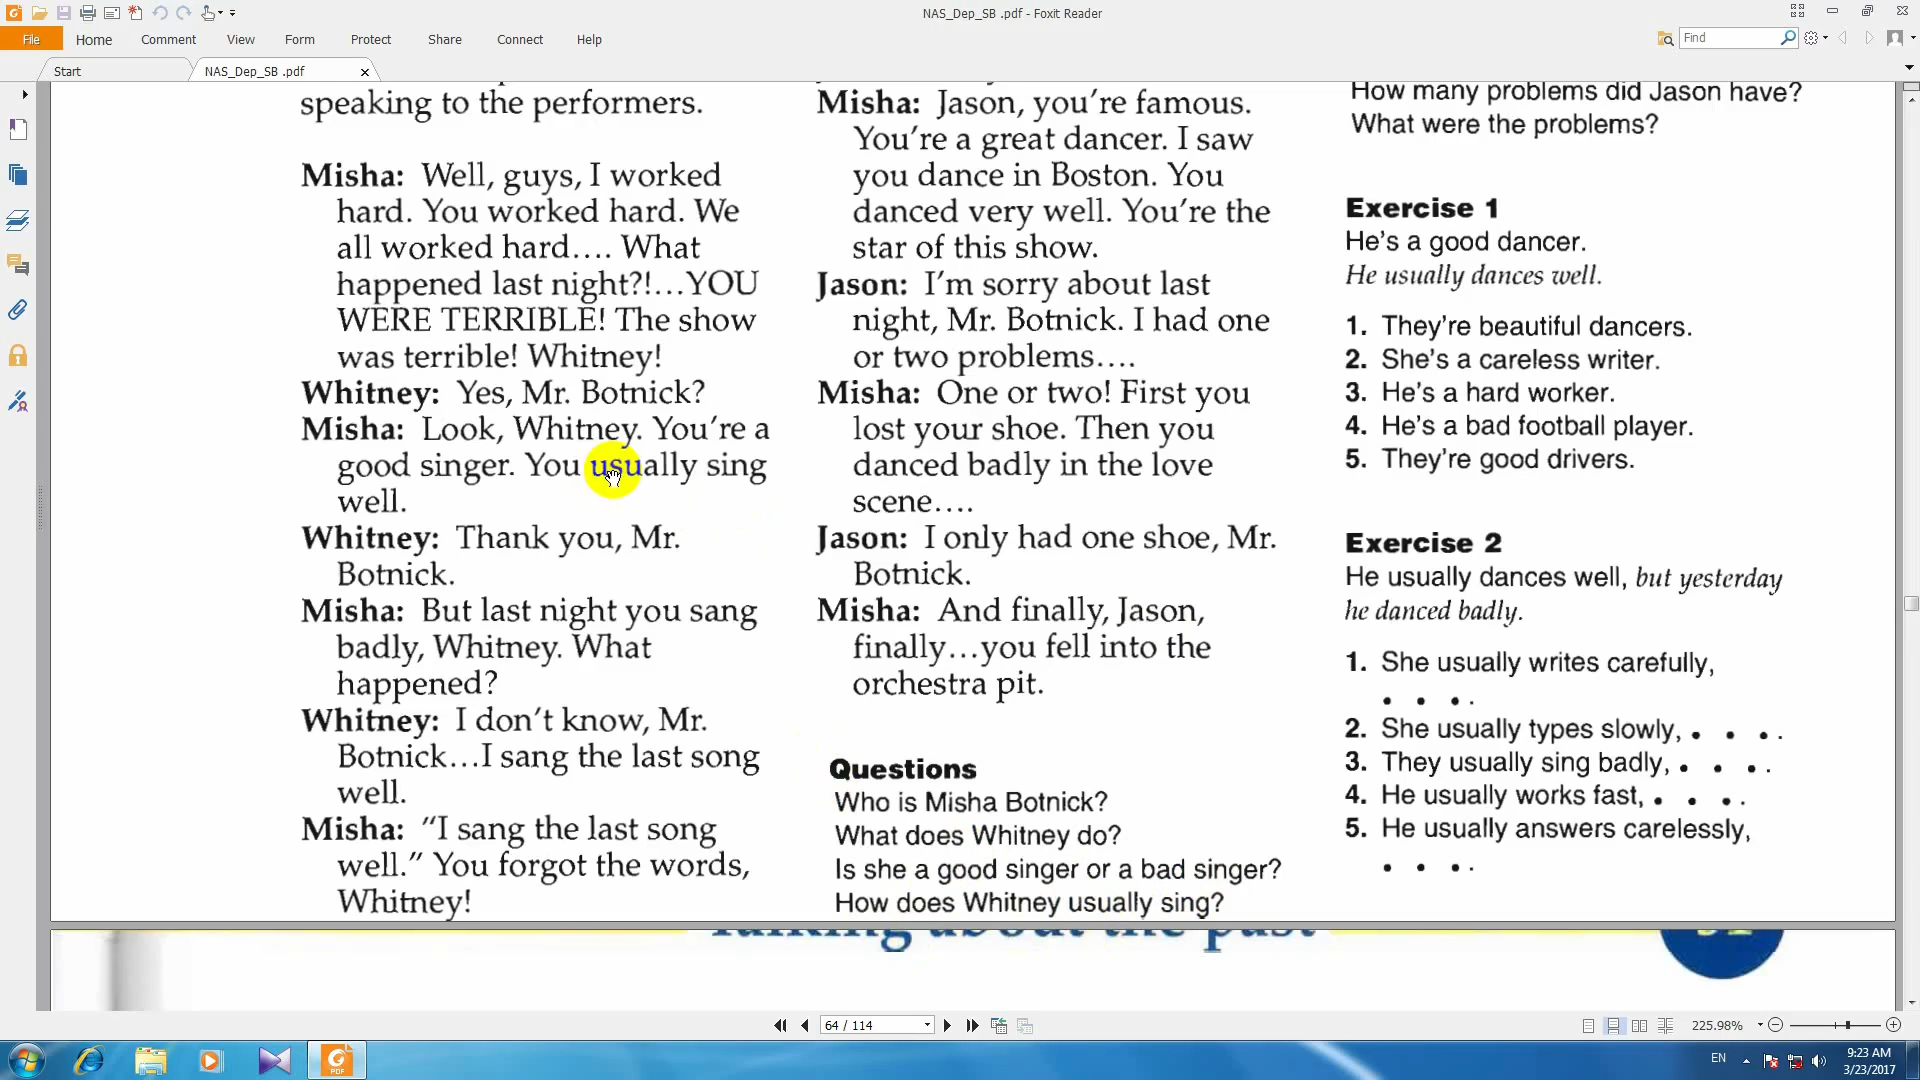 NAS_Dep_SB .pdf - Foxit Reader
File
Home
Comment
View
Form
Protect
Share
Connect
Help
Find
Start
NAS_Dep_SB .pdf
speaking to the performers.
Misha: Well, guys, I worked
hard. You worked hard. We
all worked hard.... What
happened last night?!...YOU
WERE TERRIBLE! The show
was terrible! Whitney!
Whitney: Yes, Mr. Botnick?
Misha: Look, Whitney. You're a
good singer. You usually sing
well.
Whitney: Thank you, Mr.
Botnick.
Misha: But last night you sang
badly, Whitney. What
happened?
Whitney: I don't know, Mr.
Botnick...I sang the last song
well.
Misha: "I sang the last song
well." You forgot the words,
Whitney!
Misha: Jason, you're famous.
You're a great dancer. I saw
you dance in Boston. You
danced very well. You're the
star of this show.
Jason: I'm sorry about last
night, Mr. Botnick. I had one
or two problems....
Misha: One or two! First you
lost your shoe. Then you
danced badly in the love
scene....
Jason: I only had one shoe, Mr.
Botnick.
Misha: And finally, Jason,
finally...you fell into the
orchestra pit.
Questions
Who is Misha Botnick?
What does Whitney do?
Is she a good singer or a bad singer?
How does Whitney usually sing?
How many problems did Jason have?
What were the problems?
Exercise 1
He's a good dancer.
He usually dances well.
1. They're beautiful dancers.
2. She's a careless writer.
3. He's a hard worker.
4. He's a bad football player.
5. They're good drivers.
Exercise 2
He usually dances well, but yesterday
he danced badly.
1. She usually writes carefully,
. . . .
2. She usually types slowly, . . . .
3. They usually sing badly, . . . .
4. He usually works fast, . . . .
5. He usually answers carelessly,
. . . .
Talking about the past
64 / 114
225.98%
PDF
EN
9:23 AM
3/23/2017